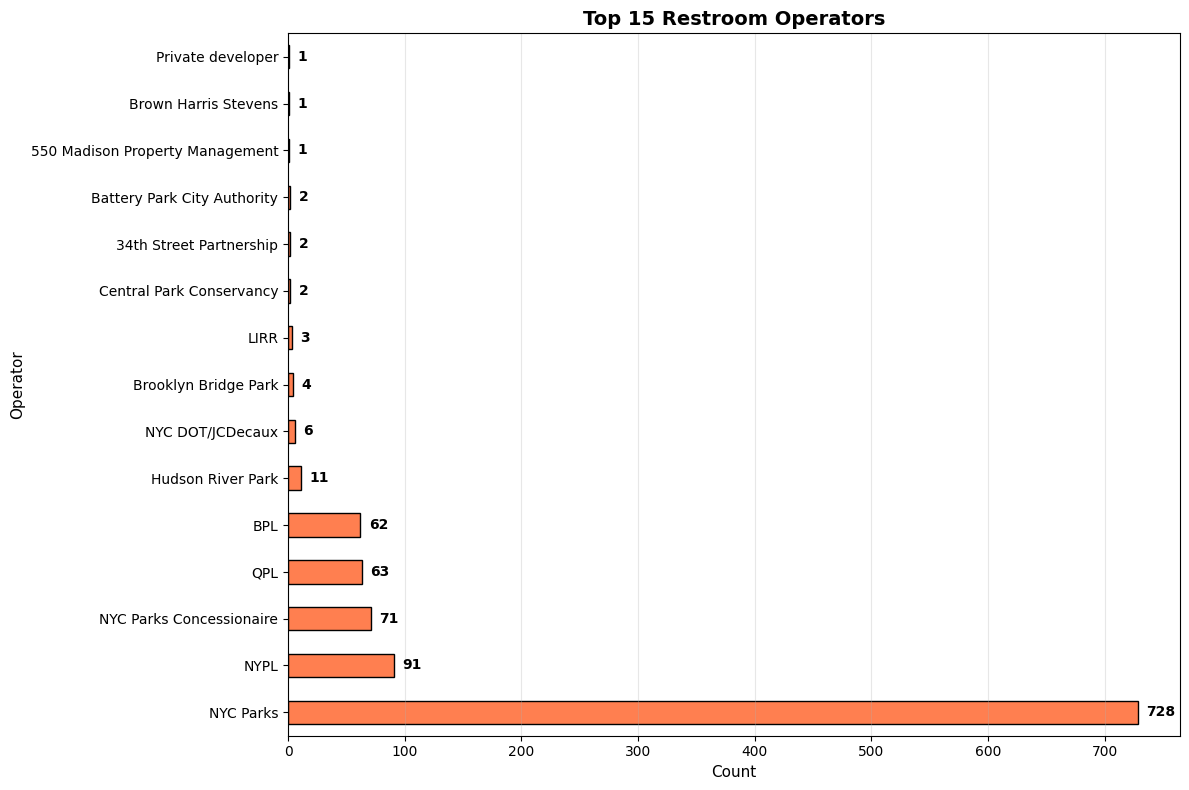 Top 15 Restroom Operators
Private developer 1
Brown Harris Stevens 1
550 Madison Property Management 1
Battery Park City Authority 2
34th Street Partnership 2
Central Park Conservancy 2
LIRR 3
Brooklyn Bridge Park 4
NYC DOT/JCDecaux 6
Hudson River Park 11
BPL 62
QPL 63
NYC Parks Concessionaire 71
NYPL 91
NYC Parks 728
Operator
0 100 200 300 400 500 600 700
Count